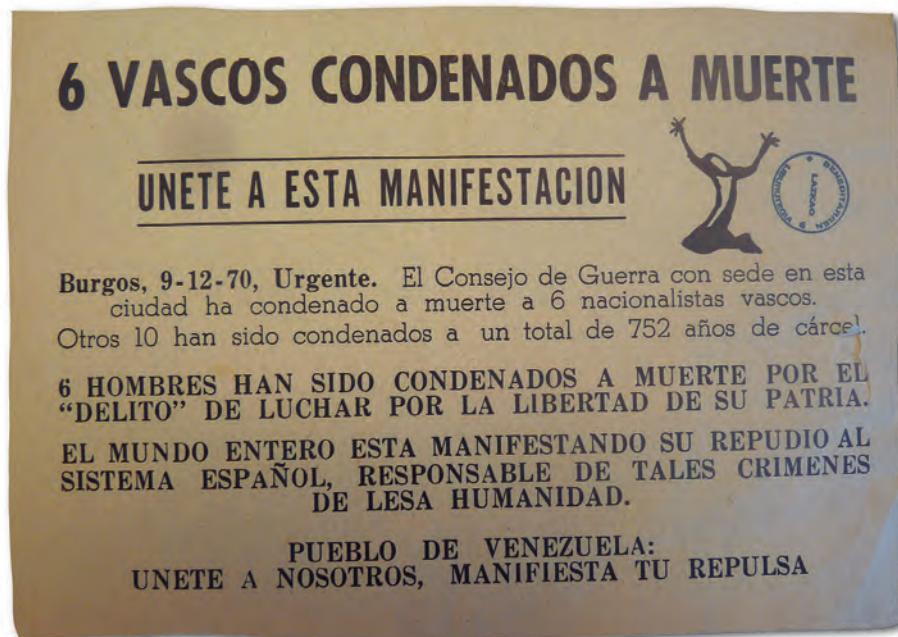 6 VASCOS CONDENADOS A MUERTE
UNETE A ESTA MANIFESTACION
BENEDITARREN
LAZKAO
LIBURUTEGIA
Burgos, 9-12-70, Urgente. El Consejo de Guerra con sede en esta
ciudad ha condenado a muerte a 6 nacionalistas vascos.
Otros 10 han sido condenados a un total de 752 años de cárcel.
6 HOMBRES HAN SIDO CONDENADOS A MUERTE POR EL
“DELITO” DE LUCHAR POR LA LIBERTAD DE SU PATRIA.
EL MUNDO ENTERO ESTA MANIFESTANDO SU REPUDIO AL
SISTEMA ESPAÑOL, RESPONSABLE DE TALES CRIMENES
DE LESA HUMANIDAD.
PUEBLO DE VENEZUELA:
UNETE A NOSOTROS, MANIFIESTA TU REPULSA